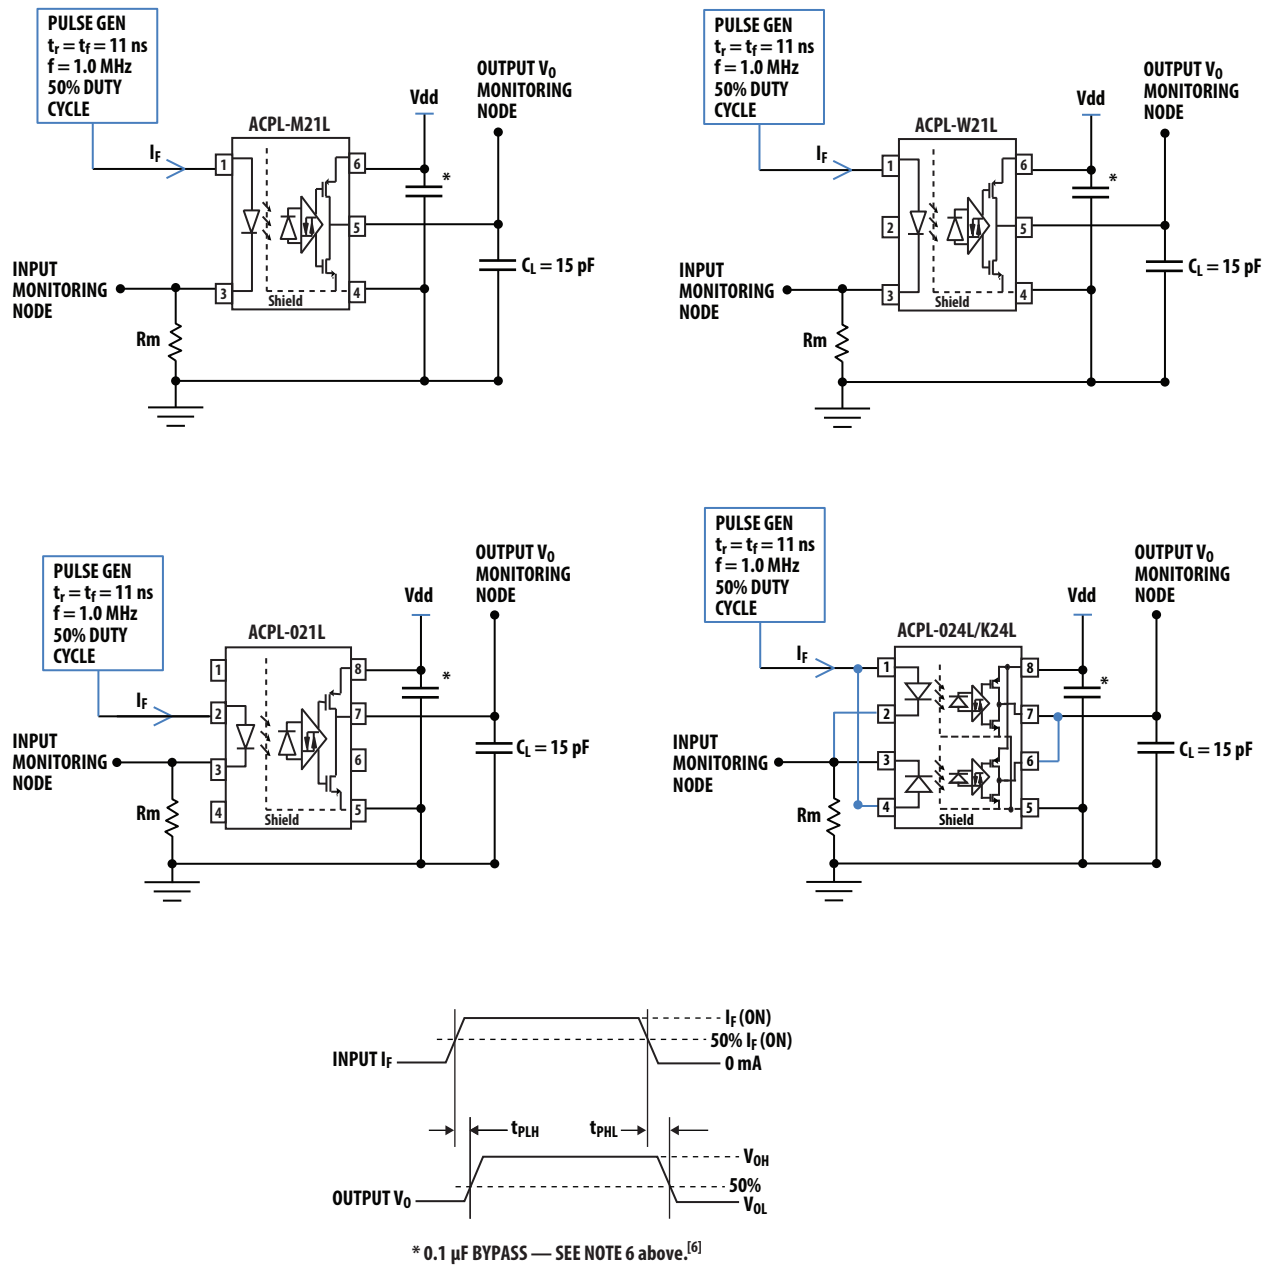 PULSE GEN
tr = tf = 11 ns
f = 1.0 MHz
50% DUTY
CYCLE
IF
ACPL-M21L
Vdd
OUTPUT V0
MONITORING
NODE
*
1
3
6
5
4
Shield
INPUT
MONITORING
NODE
Rm
CL = 15 pF
PULSE GEN
tr = tf = 11 ns
f = 1.0 MHz
50% DUTY
CYCLE
IF
ACPL-W21L
Vdd
OUTPUT V0
MONITORING
NODE
*
1
2
3
6
5
4
Shield
INPUT
MONITORING
NODE
Rm
CL = 15 pF
PULSE GEN
tr = tf = 11 ns
f = 1.0 MHz
50% DUTY
CYCLE
IF
ACPL-021L
Vdd
OUTPUT V0
MONITORING
NODE
*
1
2
3
4
8
7
6
5
Shield
INPUT
MONITORING
NODE
Rm
CL = 15 pF
PULSE GEN
tr = tf = 11 ns
f = 1.0 MHz
50% DUTY
CYCLE
IF
ACPL-024L/K24L
Vdd
OUTPUT V0
MONITORING
NODE
*
1
2
3
4
8
7
6
5
Shield
INPUT
MONITORING
NODE
Rm
CL = 15 pF
IF (ON)
50% IF (ON)
INPUT IF
0 mA
tPLH
tPHL
VOH
50%
OUTPUT V0
VOL
* 0.1 µF BYPASS — SEE NOTE 6 above.[6]